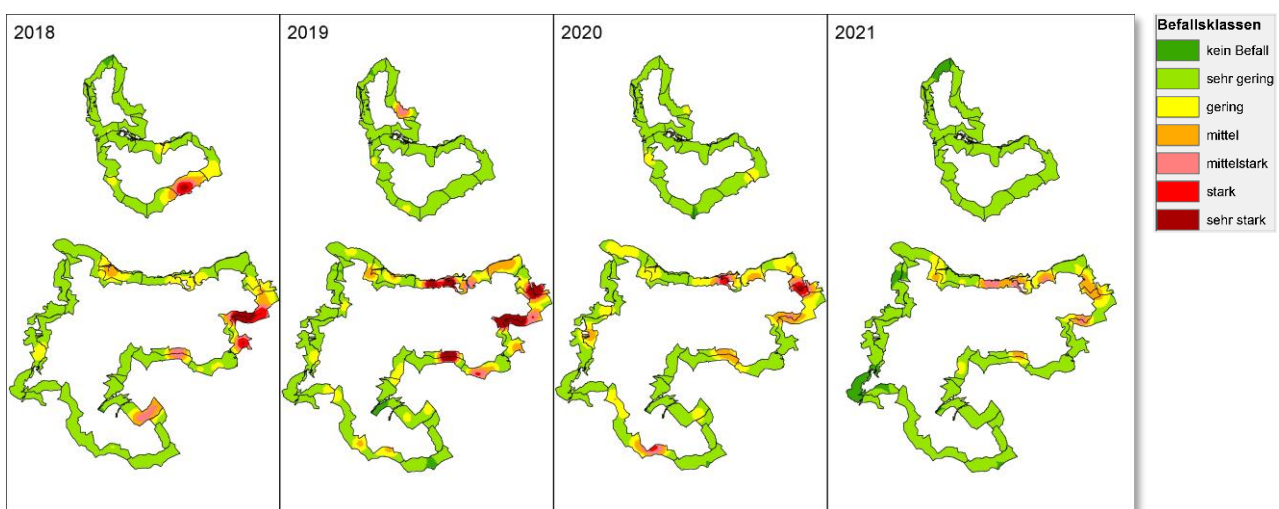 2018
2019
2020
2021
Befallsklassen
kein Befall
sehr gering
gering
mittel
mittelstark
stark
sehr stark